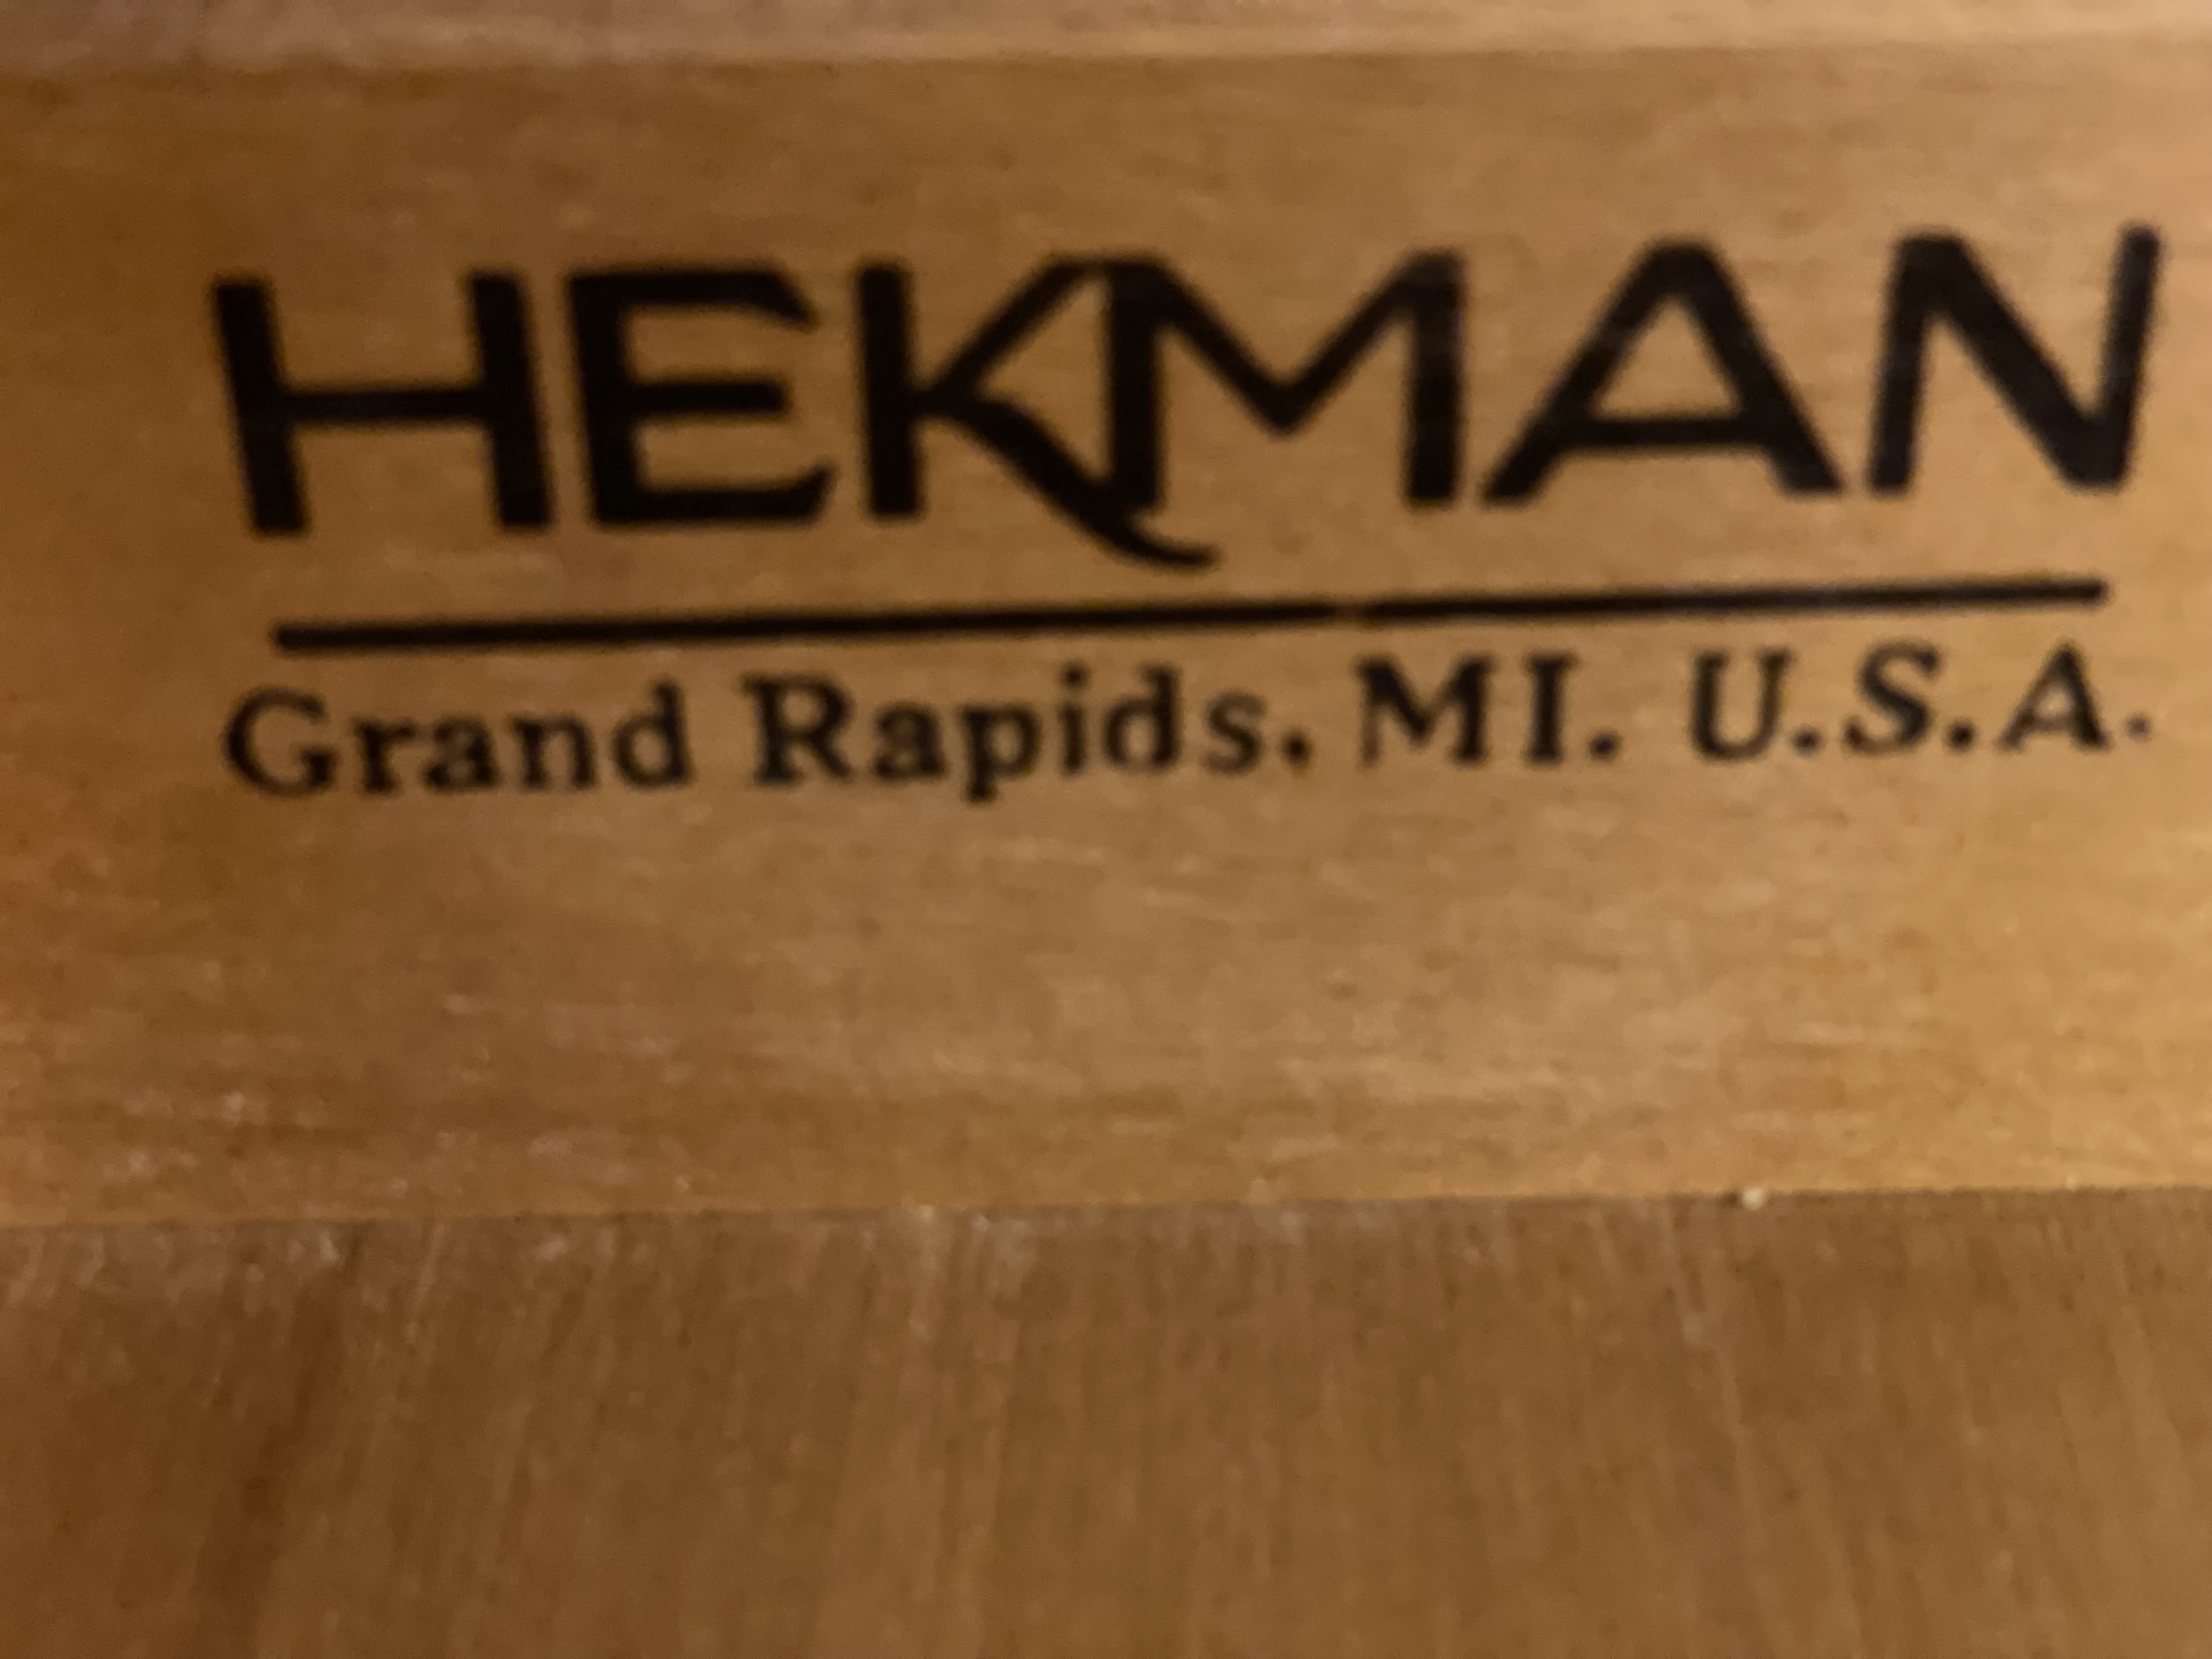 HEKMAN
Grand Rapids, MI. U.S.A.